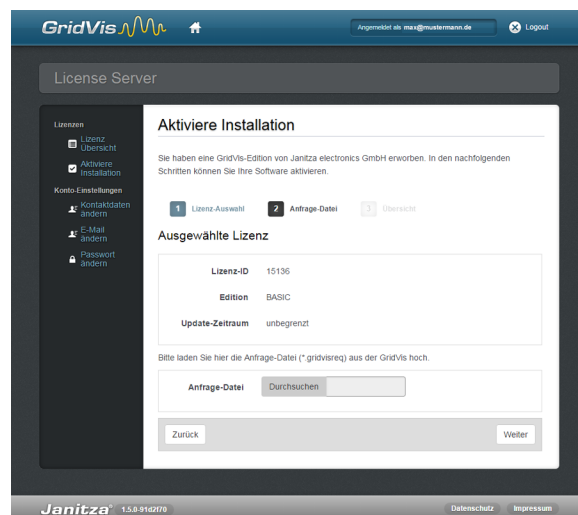 GridVis
Angemeldet als max@mustermann.de
Logout
License Server
Lizenzen
Lizenz
Übersicht
Aktiviere
Installation
Konto-Einstellungen
Kontaktdaten
ändern
E-Mail
ändern
Passwort
ändern
Aktiviere Installation
Sie haben eine GridVis-Edition von Janitza electronics GmbH erworben. In den nachfolgenden
Schritten können Sie Ihre Software aktivieren.
1 Lizenz-Auswahl 2 Anfrage-Datei 3 Übersicht
Ausgewählte Lizenz
Lizenz-ID 15136
Edition BASIC
Update-Zeitraum unbegrenzt
Bitte laden Sie hier die Anfrage-Datei (*.gridvisreq) aus der GridVis hoch.
Anfrage-Datei Durchsuchen
Zurück Weiter
Janitza 1.5.0-91d2f70 Datenschutz Impressum